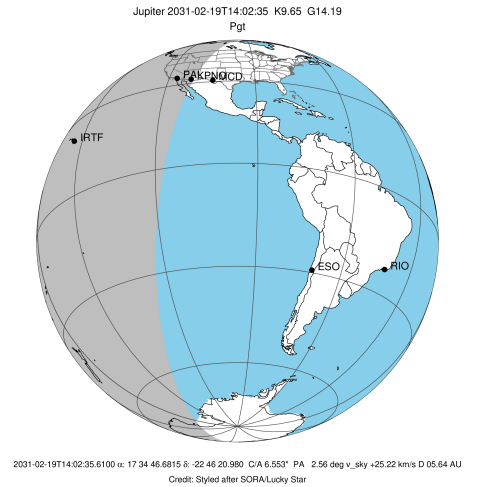 Jupiter 2031-02-19T14:02:35 K9.65 G14.19
Pgt
PAL KPNO MCD
IRTF
ESO
RIO
2031-02-19T14:02:35.6100 α: 17 34 46.6815 δ: -22 46 20.980 C/A 6.553" PA 2.56 deg v_sky +25.22 km/s D 05.64 AU
Credit: Styled after SORA/Lucky Star